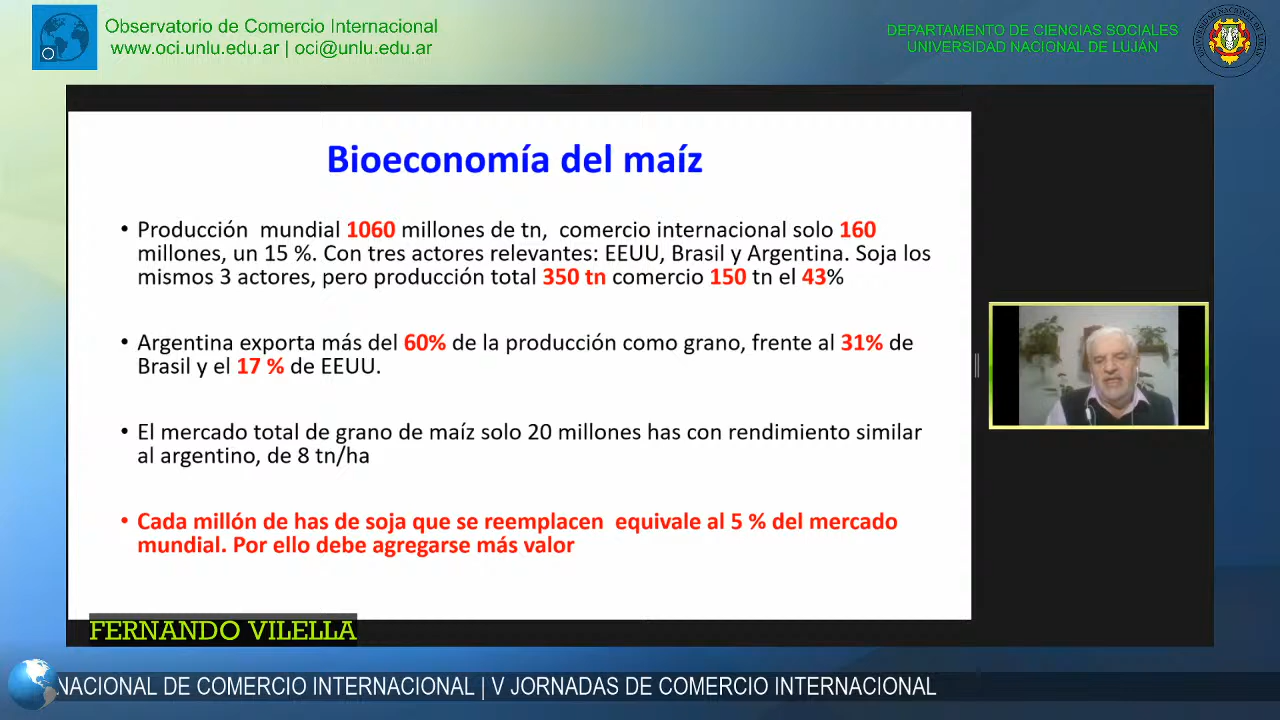 Observatorio de Comercio Internacional
www.oci.unlu.edu.ar | oci@unlu.edu.ar
DEPARTAMENTO DE CIENCIAS SOCIALES
UNIVERSIDAD NACIONAL DE LUJÁN
Bioeconomía del maíz
• Producción mundial 1060 millones de tn, comercio internacional solo 160
millones, un 15 %. Con tres actores relevantes: EEUU, Brasil y Argentina. Soja los
mismos 3 actores, pero producción total 350 tn comercio 150 tn el 43%
• Argentina exporta más del 60% de la producción como grano, frente al 31% de
Brasil y el 17 % de EEUU.
• El mercado total de grano de maíz solo 20 millones has con rendimiento similar
al argentino, de 8 tn/ha
• Cada millón de has de soja que se reemplacen equivale al 5 % del mercado
mundial. Por ello debe agregarse más valor
FERNANDO VILELLA
NACIONAL DE COMERCIO INTERNACIONAL | V JORNADAS DE COMERCIO INTERNACIONAL